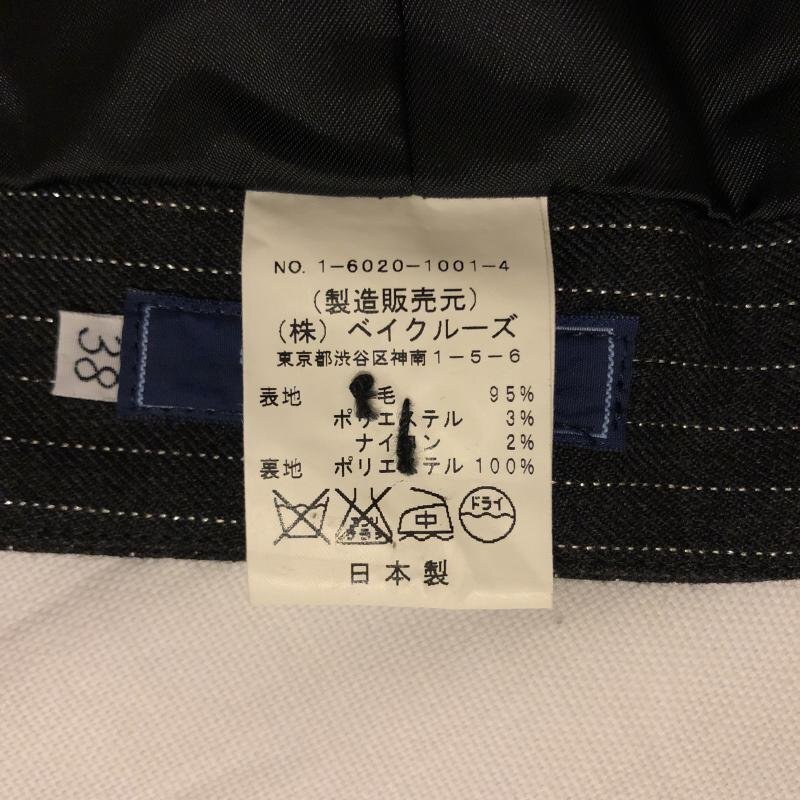 NO. 1-6020-1001-4
(製造販売元)
(株) ベイクルーズ
東京都渋谷区神南1-5-6
表地 毛 95%
ポリエステル 3%
ナイロン 2%
裏地 ポリエステル 100%
中 ドライ
日本製
38